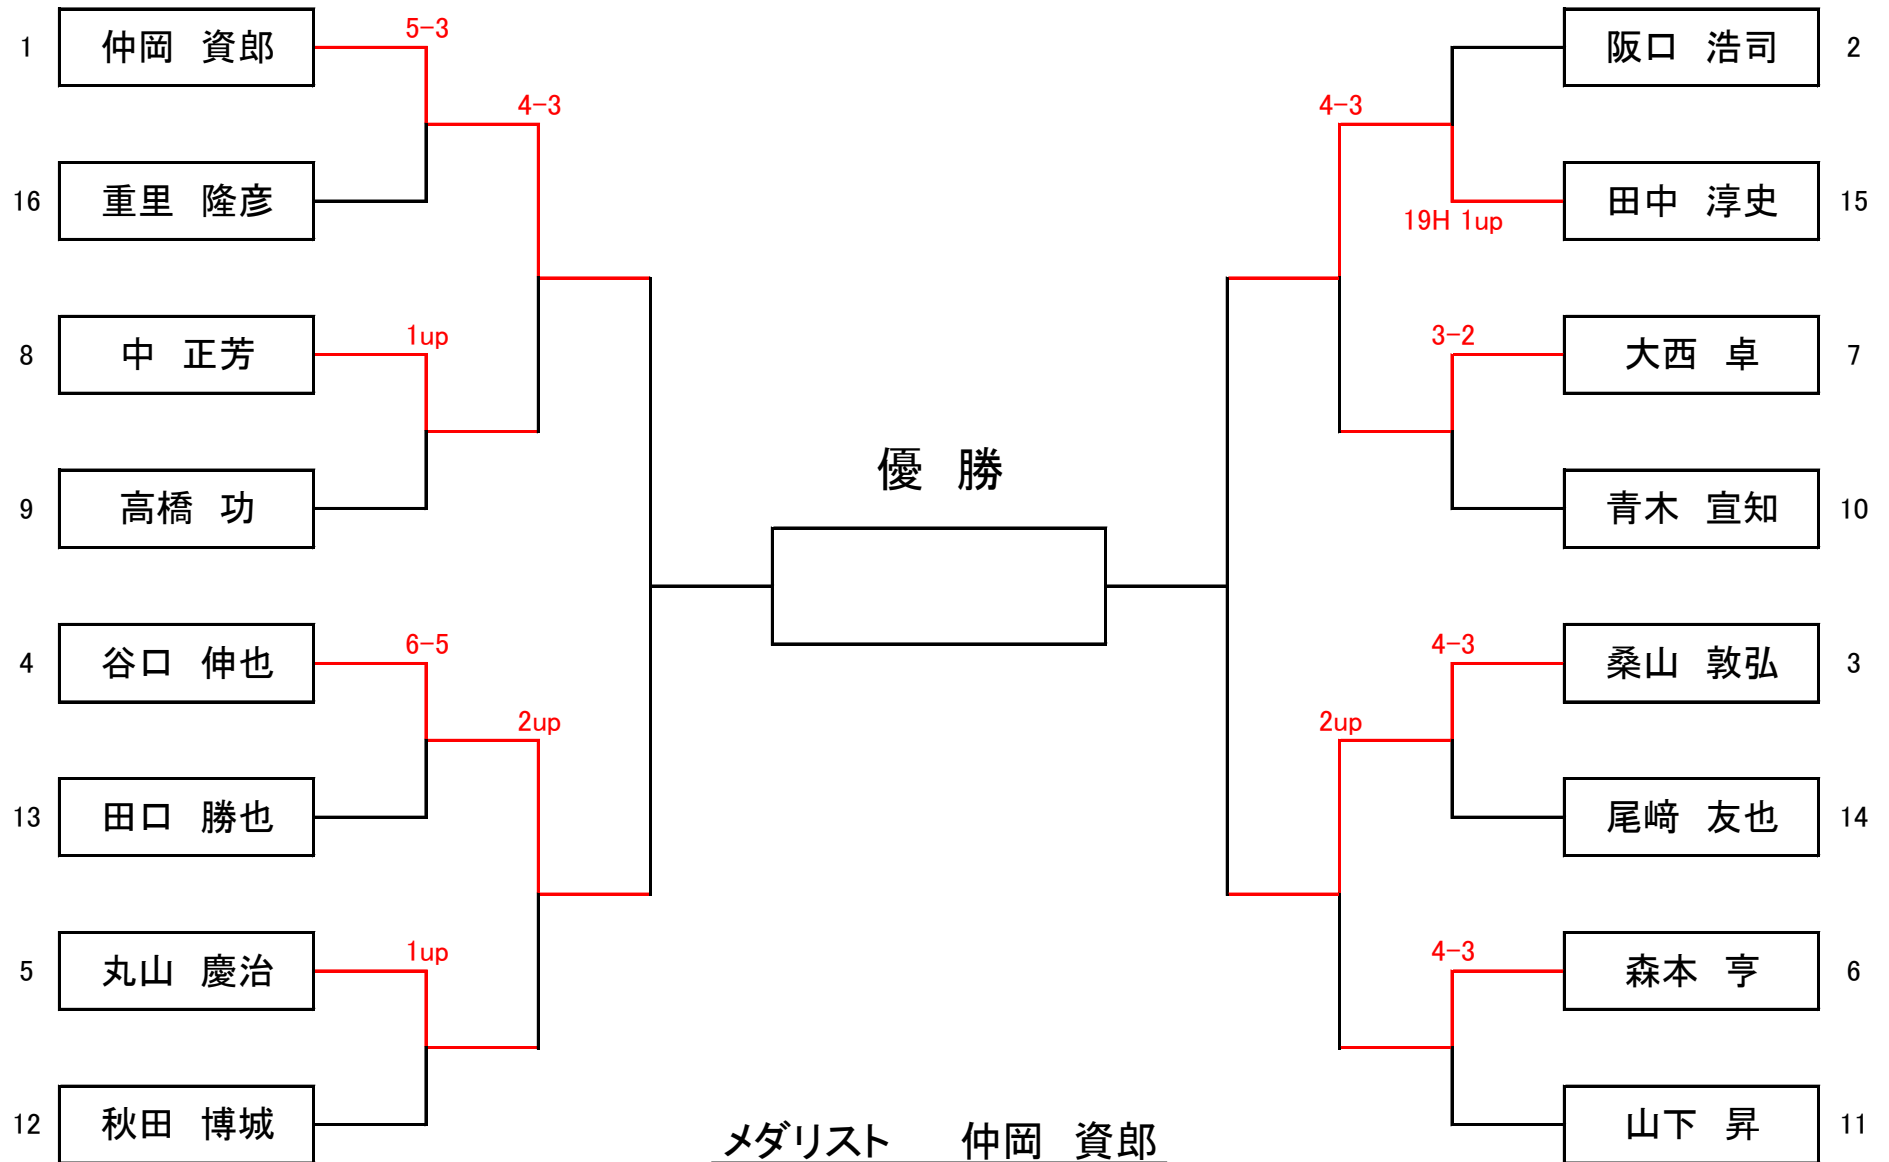 5-3
1 仲岡 資郎 阪口 浩司 2
4-3 4-3
16 重里 隆彦 田中 淳史 15
19H 1up
1up 3-2
8 中 正芳 大西 卓 7
優 勝
9 高橋 功 青木 宣知 10
6-5 4-3
4 谷口 伸也 桑山 敦弘 3
2up 2up
13 田口 勝也 尾﨑 友也 14
1up 4-3
5 丸山 慶治 森本 亨 6
12 秋田 博城 山下 昇 11
メダリスト 仲岡 資郎